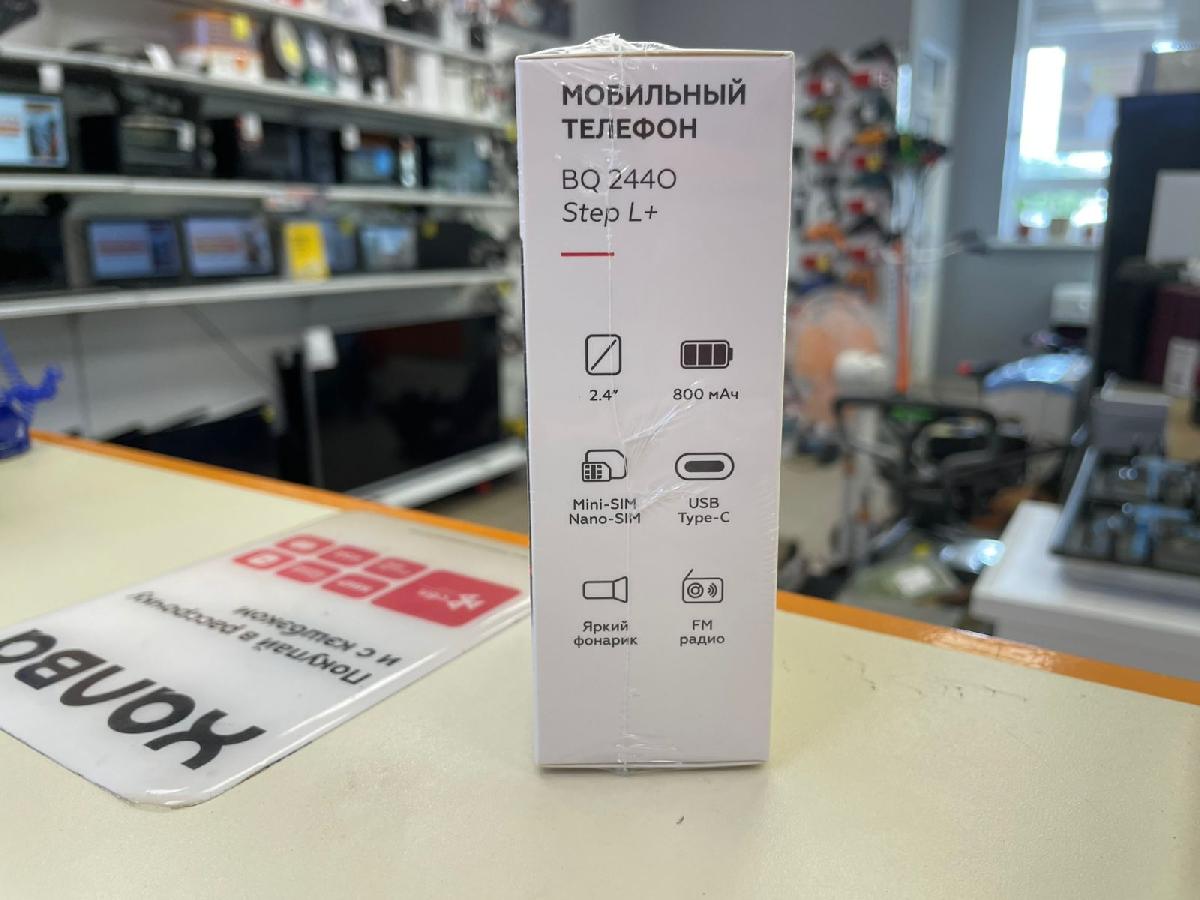 МОБИЛЬНЫЙ
ТЕЛЕФОН
BQ 2440
Step L+
2.4"
800 мАч
Mini-SIM
Nano-SIM
USB
Type-C
Яркий
фонарик
FM
радио
Халва
Покупай в рассрочку
и с кэшбэком